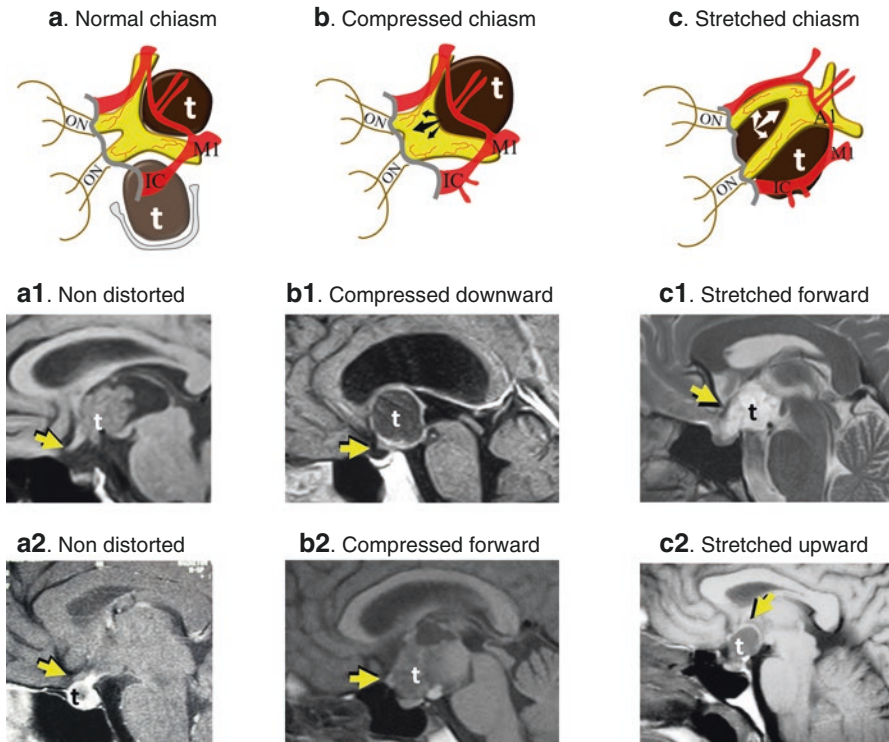 a. Normal chiasm
b. Compressed chiasm
c. Stretched chiasm
t
ON
ON
M1
IC
t
t
ON
ON
M1
IC
ON
ON
A1
M1
t
IC
a1. Non distorted
b1. Compressed downward
c1. Stretched forward
t
t
t
a2. Non distorted
b2. Compressed forward
c2. Stretched upward
t
t
t